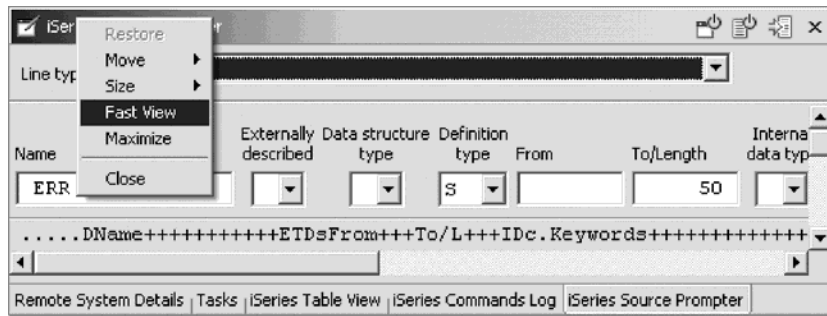 iSer
r
Restore
Move
Size
Fast View
Maximize
Close
Line typ
Name
Externally described
Data structure type
Definition type
From
To/Length
Interna
data typ
ERR
S
50
.....DName+++++++++++ETDsFrom+++To/L+++IDc.Keywords+++++++++++++
Remote System Details Tasks iSeries Table View iSeries Commands Log iSeries Source Prompter